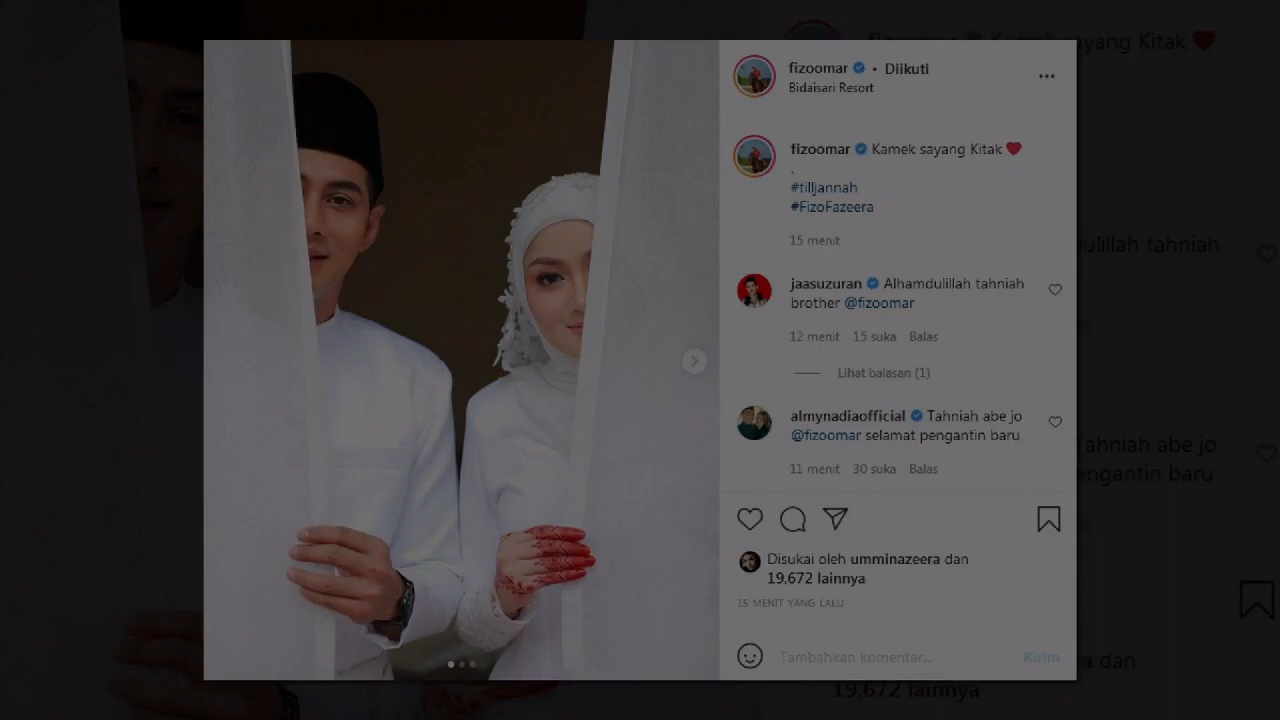 fizoomar • Diikuti
Bidaisari Resort
fizoomar Kamek sayang Kitak ❤
.
#tilljannah
#FizoFazeera
15 menit
jaasuzuran Alhamdulillah tahniah
brother @fizoomar
12 menit 15 suka Balas
Lihat balasan (1)
almynadiaofficial Tahniah abe jo
@fizoomar selamat pengantin baru
11 menit 30 suka Balas
Disukai oleh umminazeera dan
19,672 lainnya
15 MENIT YANG LALU
Tambahkan komentar... Kirim